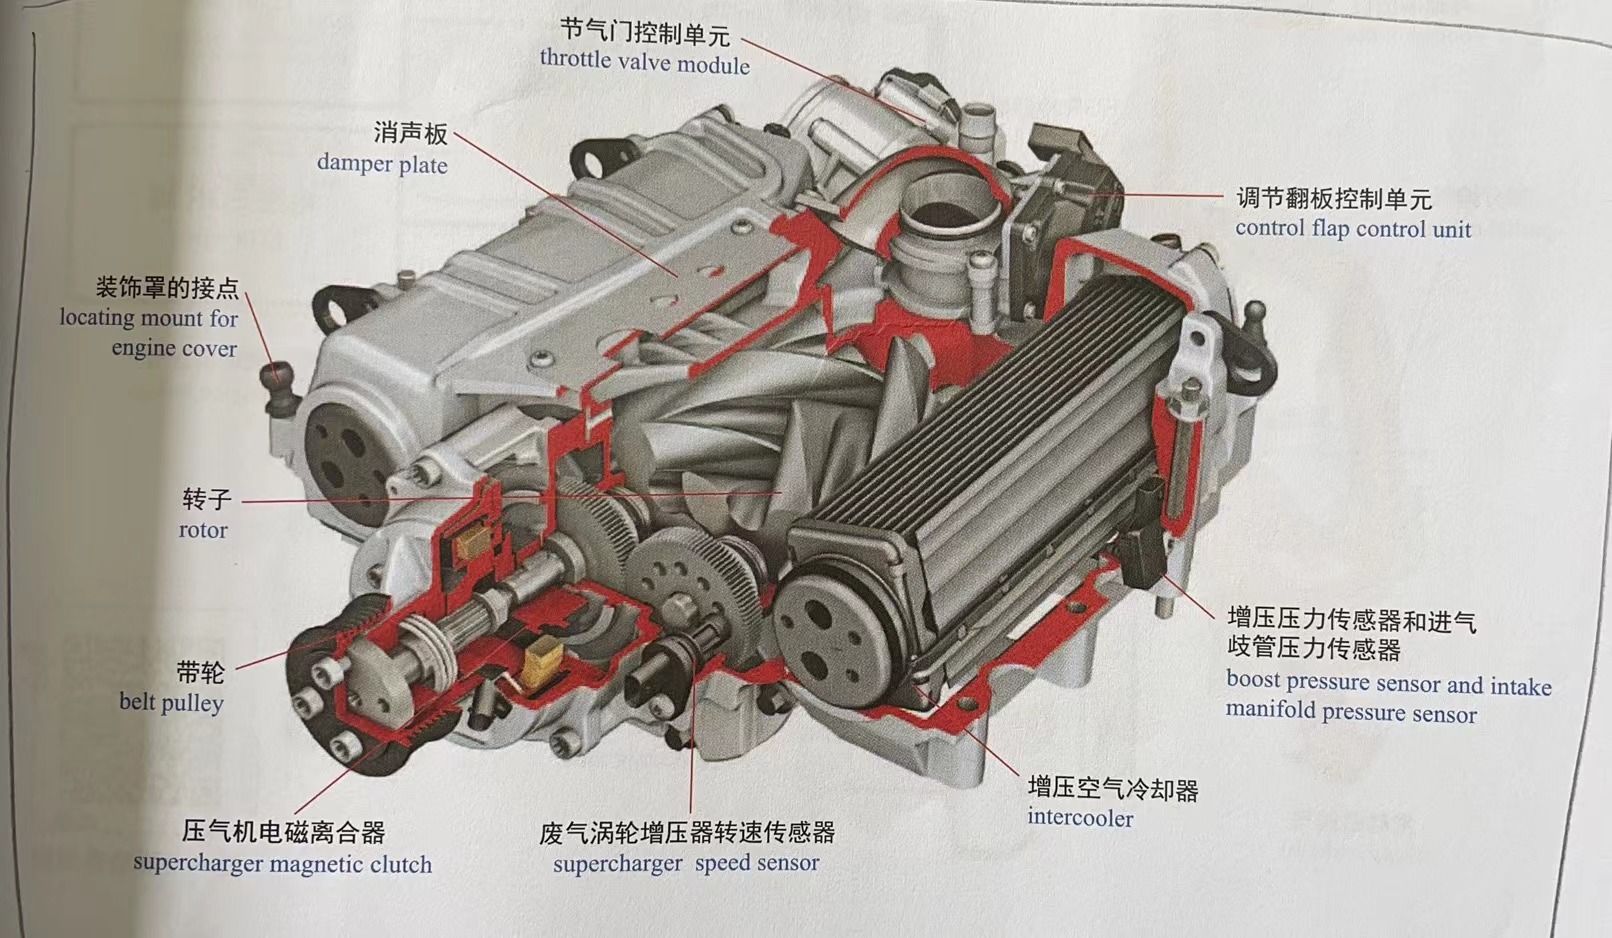 节气门控制单元
throttle valve module
消声板
damper plate
调节翻板控制单元
control flap control unit
装饰罩的接点
locating mount for
engine cover
转子
rotor
增压压力传感器和进气
歧管压力传感器
boost pressure sensor and intake
manifold pressure sensor
带轮
belt pulley
增压空气冷却器
intercooler
压气机电磁离合器
supercharger magnetic clutch
废气涡轮增压器转速传感器
supercharger speed sensor